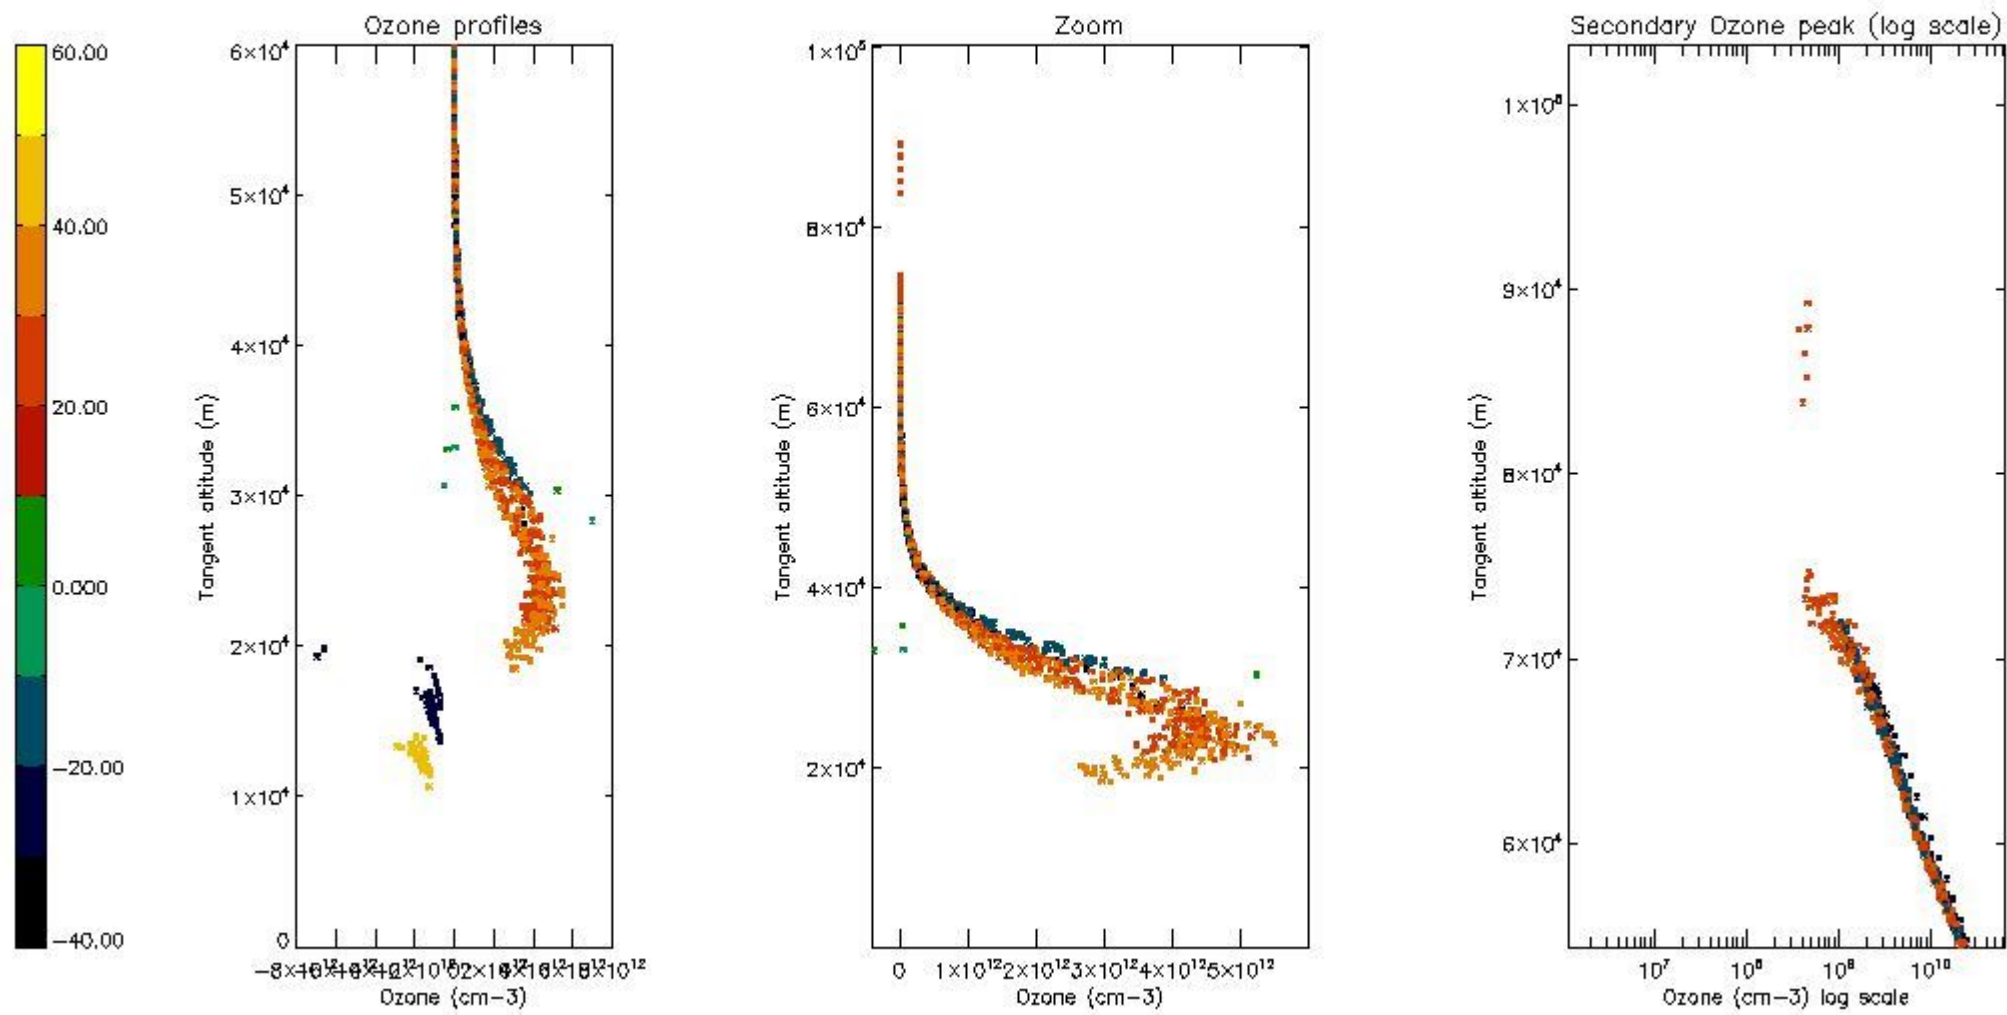 Ozone profiles
Zoom
Secondary Ozone peak (log scale)
60.00
40.00
20.00
0.000
−20.00
−40.00
6×10⁴
5×10⁴
4×10⁴
3×10⁴
2×10⁴
1×10⁴
0
Tangent altitude (m)
Ozone (cm−3)
1×10⁵
8×10⁴
6×10⁴
4×10⁴
2×10⁴
Tangent altitude (m)
0 1×10¹² 2×10¹² 3×10¹² 4×10¹² 5×10¹²
Ozone (cm−3)
9×10⁴
8×10⁴
7×10⁴
6×10⁴
Tangent altitude (m)
10⁷ 10⁸ 10⁹ 10¹⁰
Ozone (cm−3) log scale